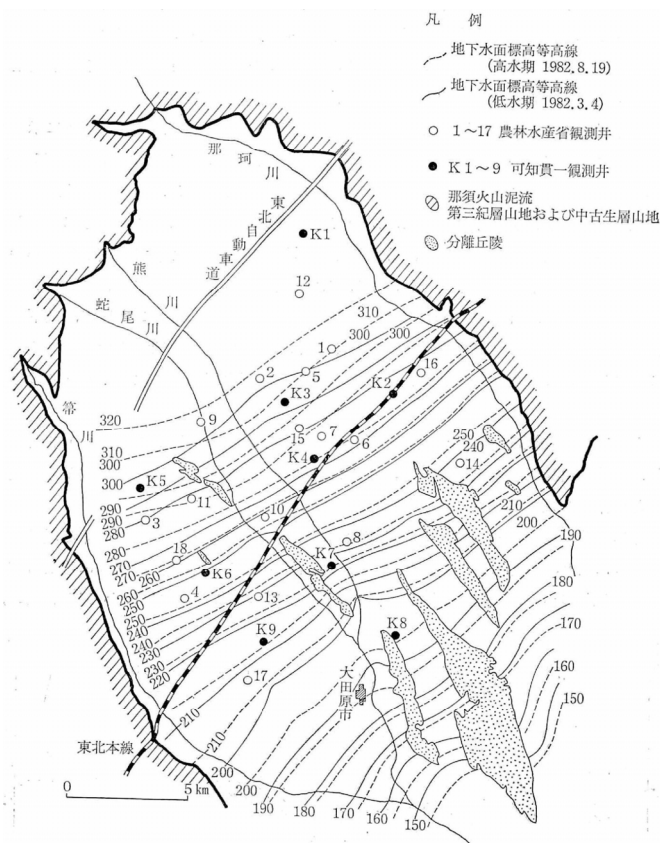 凡 例
地下水面標高等高線
(高水期 1982.8.19)
地下水面標高等高線
(低水期 1982.3.4)
1～17 農林水産省観測井
K1～9 可知貫一観測井
那須火山泥流
第三紀層山地および中古生層山地
分離丘陵
那珂川
東北自動車道
K1
熊川
12
蛇尾川
310
300
1
16
5
2
K2
K3
箒川
320
9
7
15
6
250
310
K4
240
300
14
300
K5
290
11
210
290
3
10
200
280
8
190
270
18
K7
270
K6
260
180
260
4
13
250
250
K9
K8
170
240
240
230
230
17
160
220
大田原市
150
210
東北本線
210
200
200
190
180
170
160
150
0
5 km